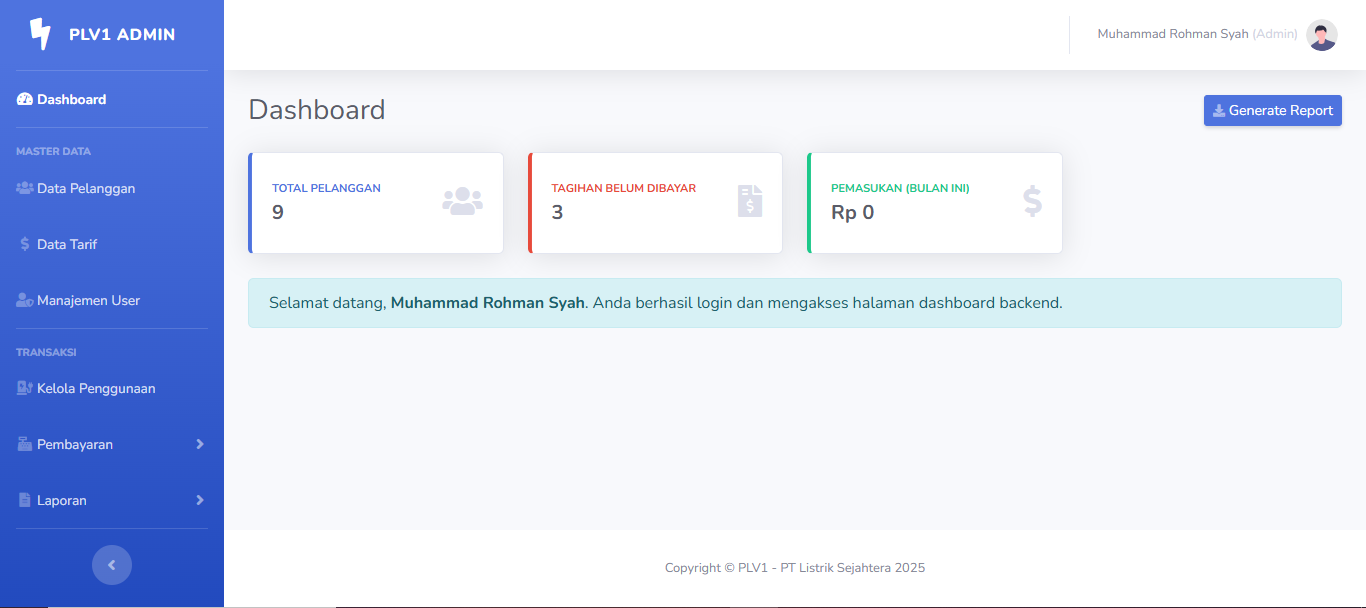 PLV1 ADMIN
Muhammad Rohman Syah (Admin)
Dashboard
MASTER DATA
Data Pelanggan
Data Tarif
Manajemen User
TRANSAKSI
Kelola Penggunaan
Pembayaran
Laporan
Dashboard
Generate Report
TOTAL PELANGGAN
9
TAGIHAN BELUM DIBAYAR
3
PEMASUKAN (BULAN INI)
Rp 0
Selamat datang, Muhammad Rohman Syah. Anda berhasil login dan mengakses halaman dashboard backend.
Copyright © PLV1 - PT Listrik Sejahtera 2025